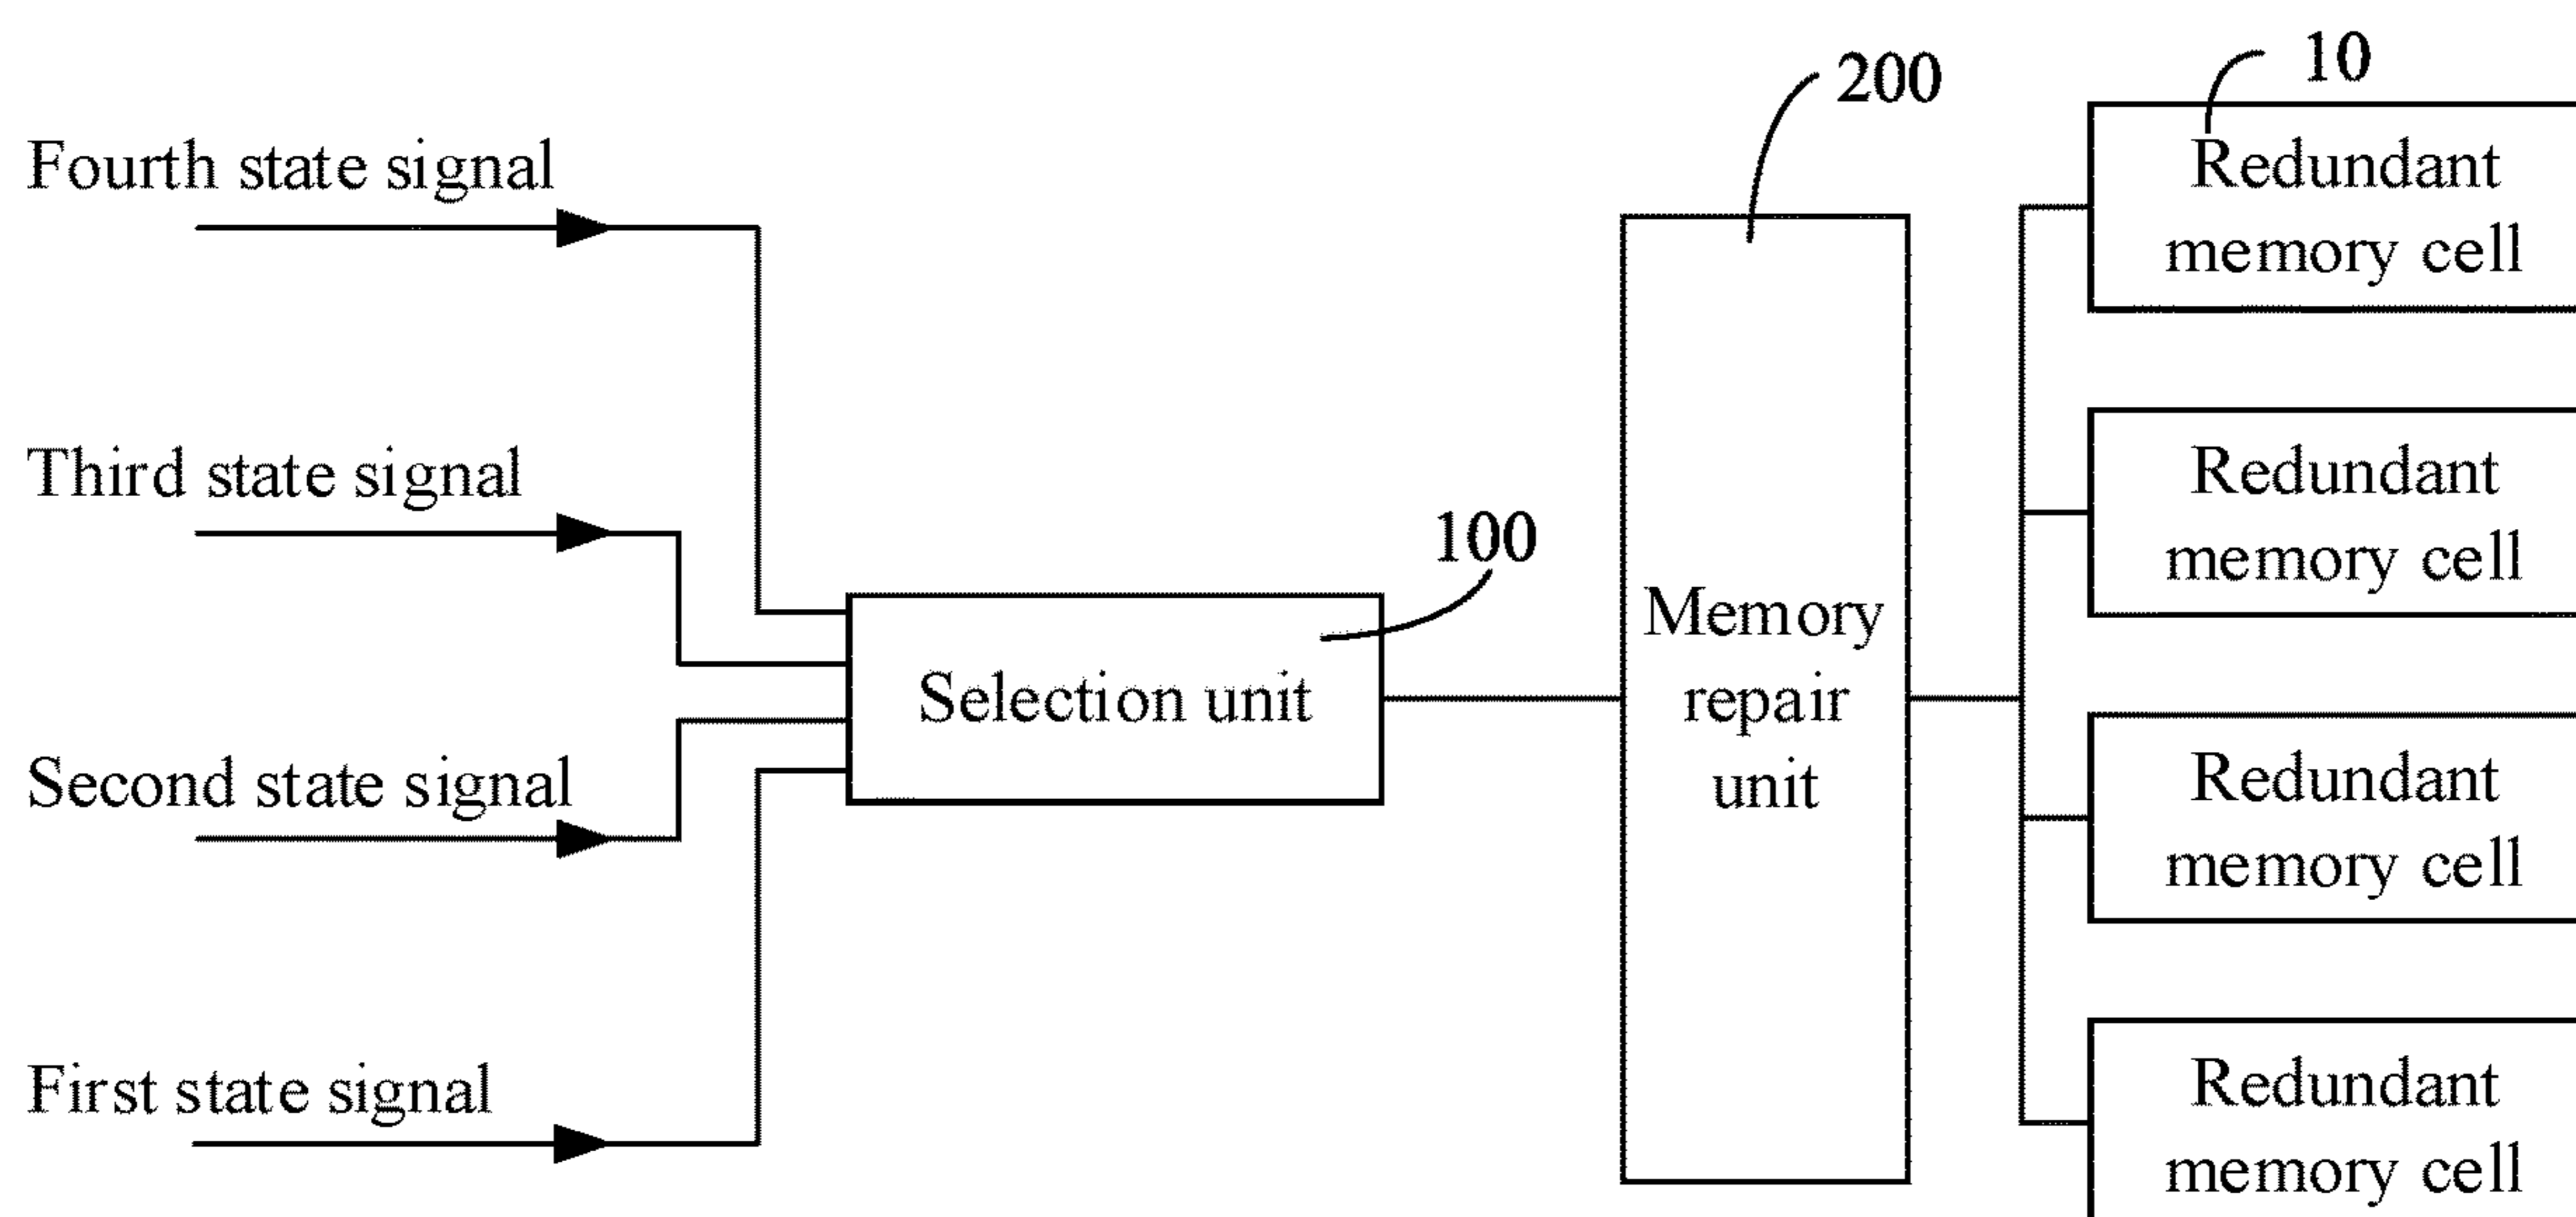 10
200
Fourth state signal
Redundant
memory cell
Third state signal
Redundant
memory cell
100
Memory
Selection unit
repair
unit
Second state signal
Redundant
memory cell
First state signal
Redundant
memory cell